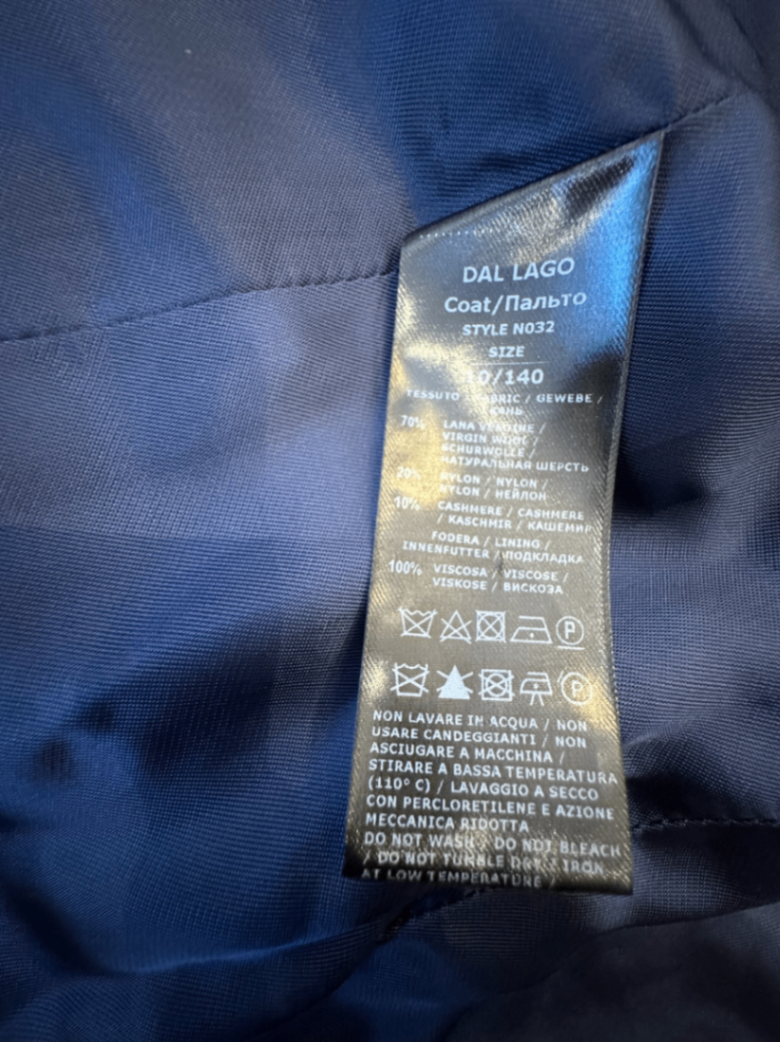 DAL LAGO
Coat/Пальто
STYLE N032
SIZE
/140
TESSUTO / FABRIC / GEWEBE /
ТКАНЬ
70% LANA VERGINE /
VIRGIN WOOL /
SCHURWOLLE /
НАТУРАЛЬНАЯ ШЕРСТЬ
20% NYLON / NYLON /
NYLON / НЕЙЛОН
10% CASHMERE / CASHMERE
/ KASCHMIR / КАШЕМИР
FODERA / LINING /
INNENFUTTER / ПОДКЛАДКА
100% VISCOSA / VISCOSE /
VISKOSE / ВИСКОЗА
P
P
NON LAVARE IN ACQUA / NON
USARE CANDEGGIANTI / NON
ASCIUGARE A MACCHINA /
STIRARE A BASSA TEMPERATURA
(110° C) / LAVAGGIO A SECCO
CON PERCLORETILENE E AZIONE
MECCANICA RIDOTTA
DO NOT WASH / DO NOT BLEACH
/ DO NOT TUMBLE DRY / IRON
AT LOW TEMPERATURE /